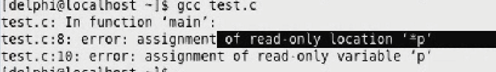 [delphi@localhost ~]$ gcc test.c
test.c: In function 'main':
test.c:8: error: assignment of read-only location '*p'
test.c:10: error: assignment of read-only variable 'p'
[delphi@localhost ~]$